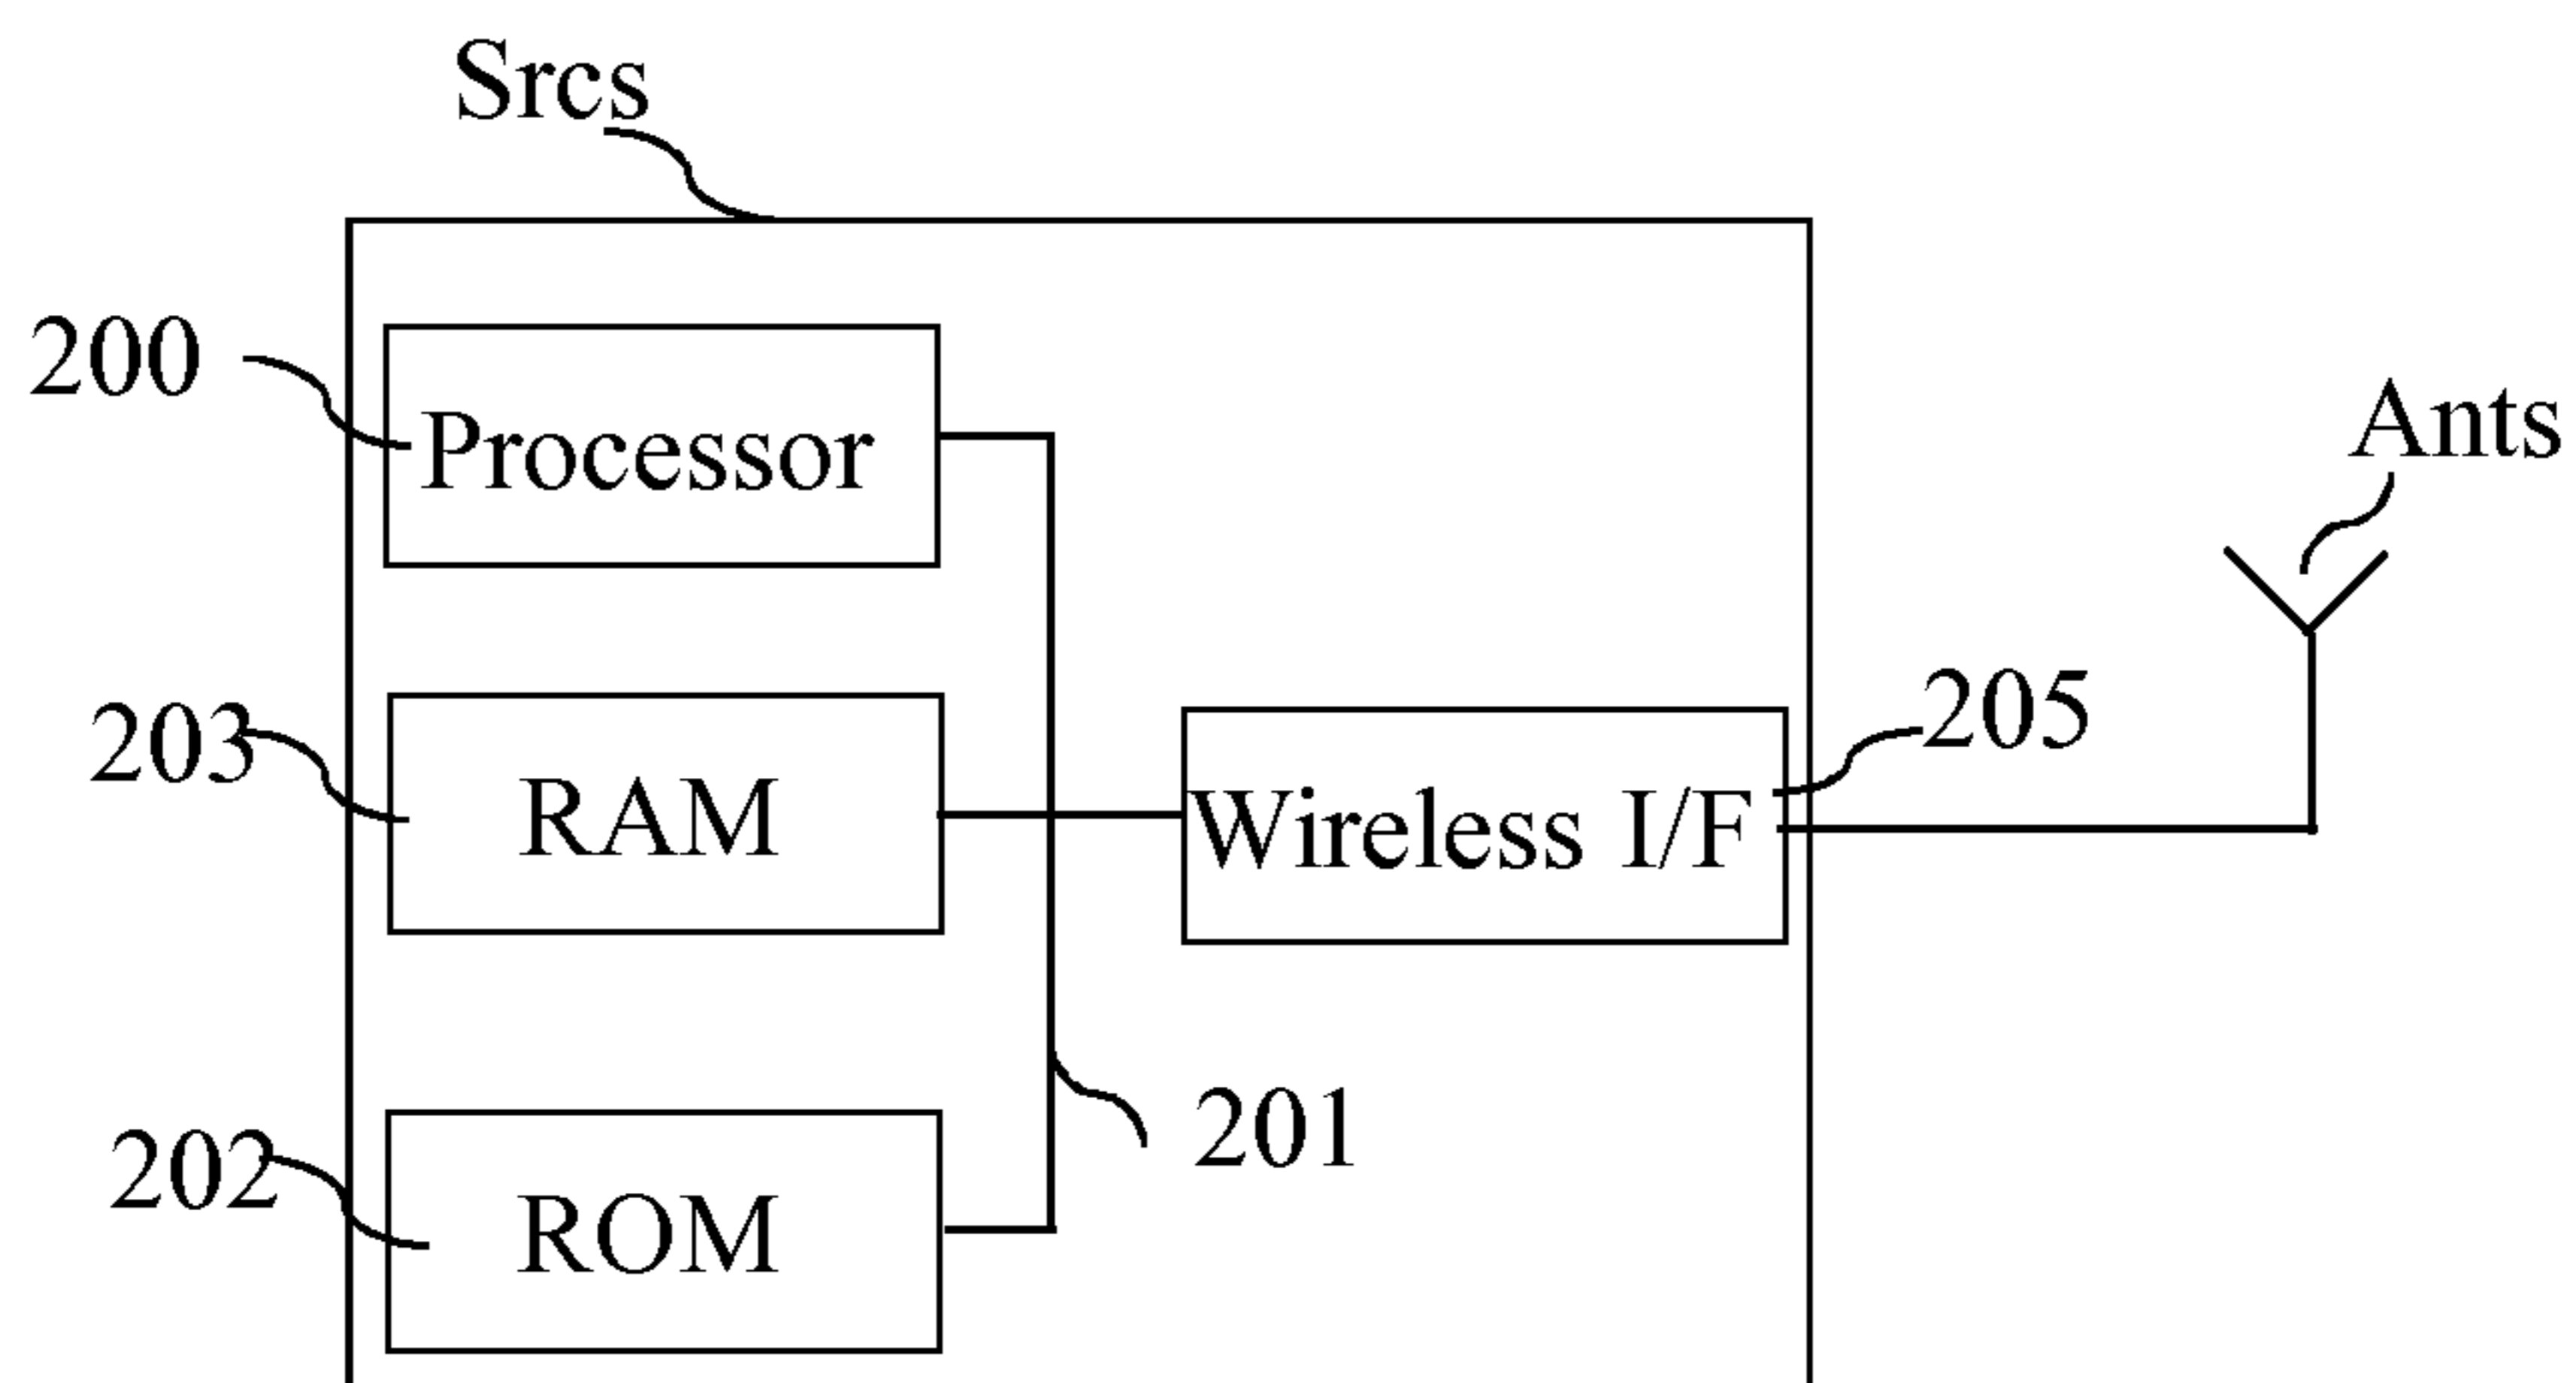 Srcs
200
Processor
Ants
203
RAM
Wireless I/F
205
202
ROM
201